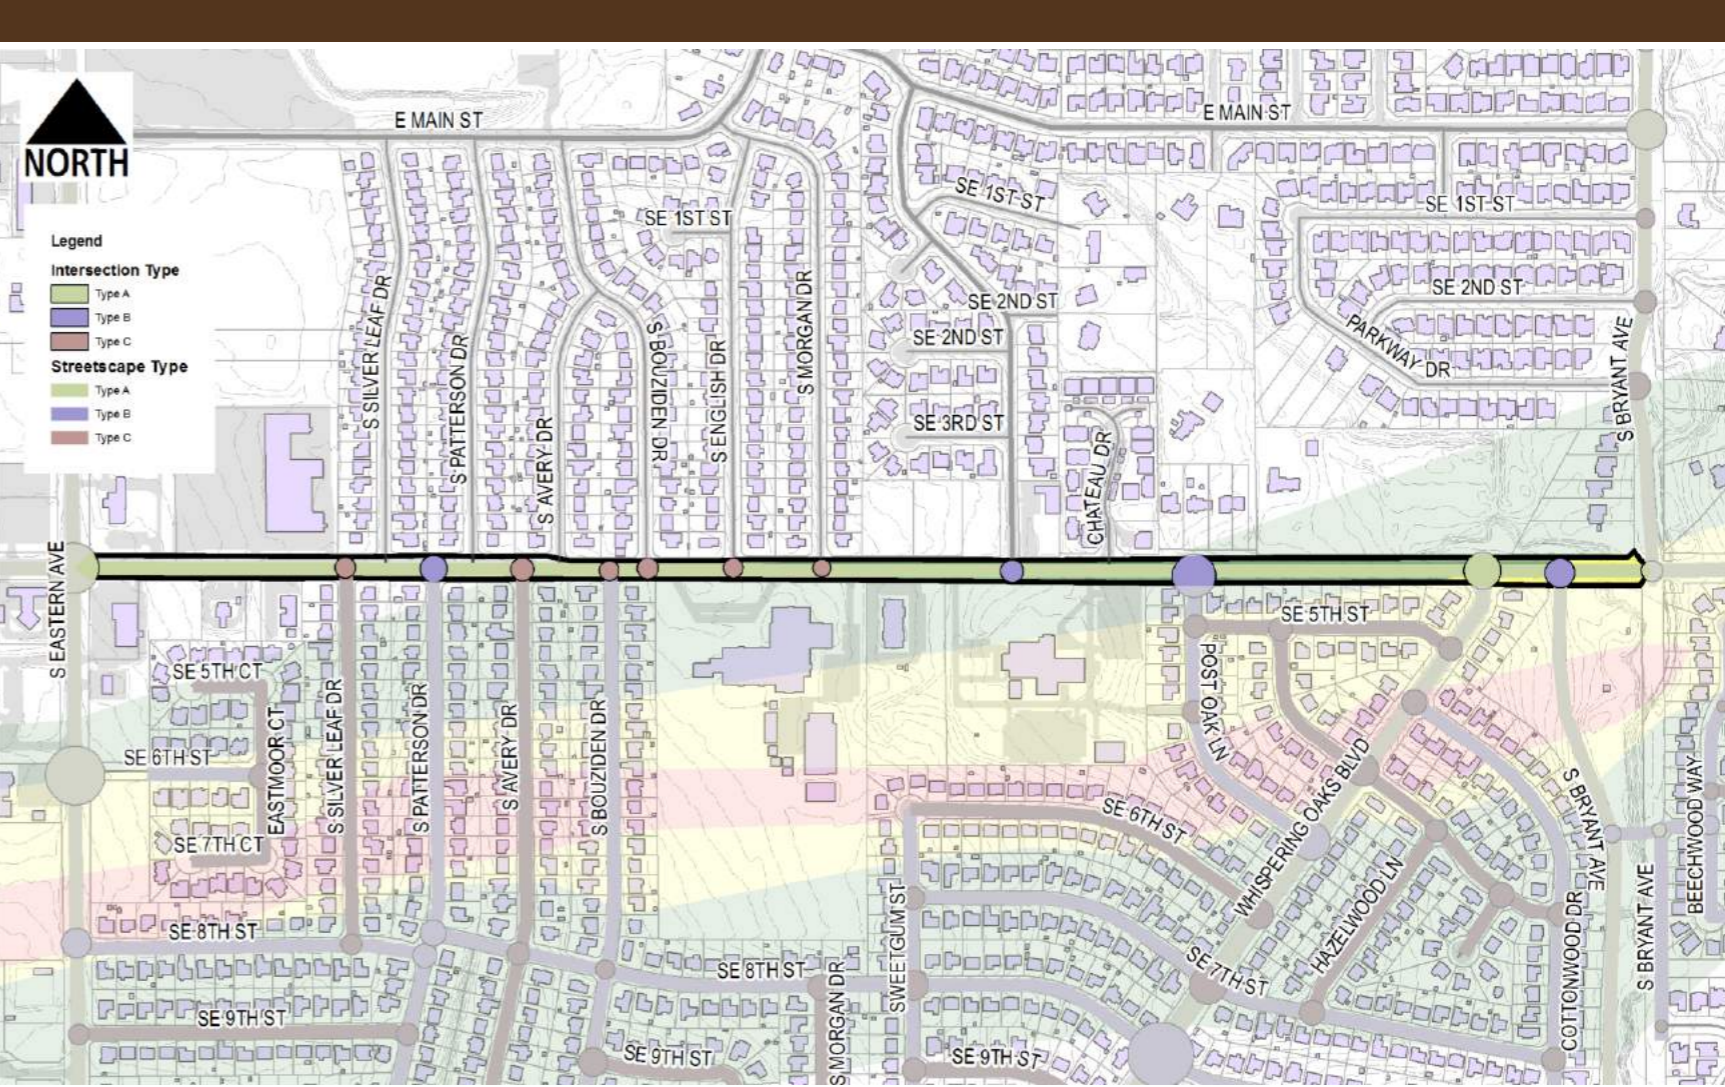 E MAIN ST
E MAIN ST
NORTH
SE 1ST ST
SE 1ST ST
SE 1ST ST
Legend
Intersection Type
Type A
Type B
Type C
Streetscape Type
Type A
Type B
Type C
SE 2ND ST
SE 2ND ST
SE 2ND ST
S SILVER LEAF DR
S PATTERSON DR
S AVERY DR
S BOUZIDEN DR
S ENGLISH DR
S MORGAN DR
PARKWAY DR
S BRYANT AVE
SE 3RD ST
CHATEAU DR
S EASTERN AVE
SE 5TH ST
SE 5TH CT
EASTMOOR CT
S SILVER LEAF DR
S PATTERSON DR
S AVERY DR
S BOUZIDEN DR
POST OAK LN
SE 6TH ST
SE 6TH ST
WHISPERING OAKS BLVD
S BRYANT AVE
BEECHWOOD WAY
SE 7TH CT
HAZELWOOD LN
SWEETGUM ST
COTTONWOOD DR
S BRYANT AVE
SE 8TH ST
SE 8TH ST
SE 7TH ST
S MORGAN DR
SE 9TH ST
SE 9TH ST
SE 9TH ST